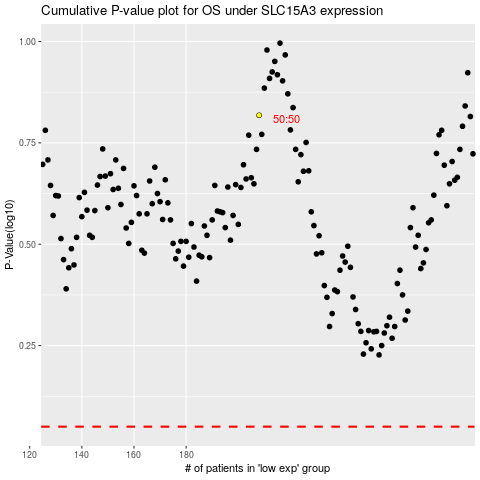 Cumulative P-value plot for OS under SLC15A3 expression
P-Value(log10)
1.00
0.75
0.50
0.25
50:50
120 140 160 180
# of patients in 'low exp' group